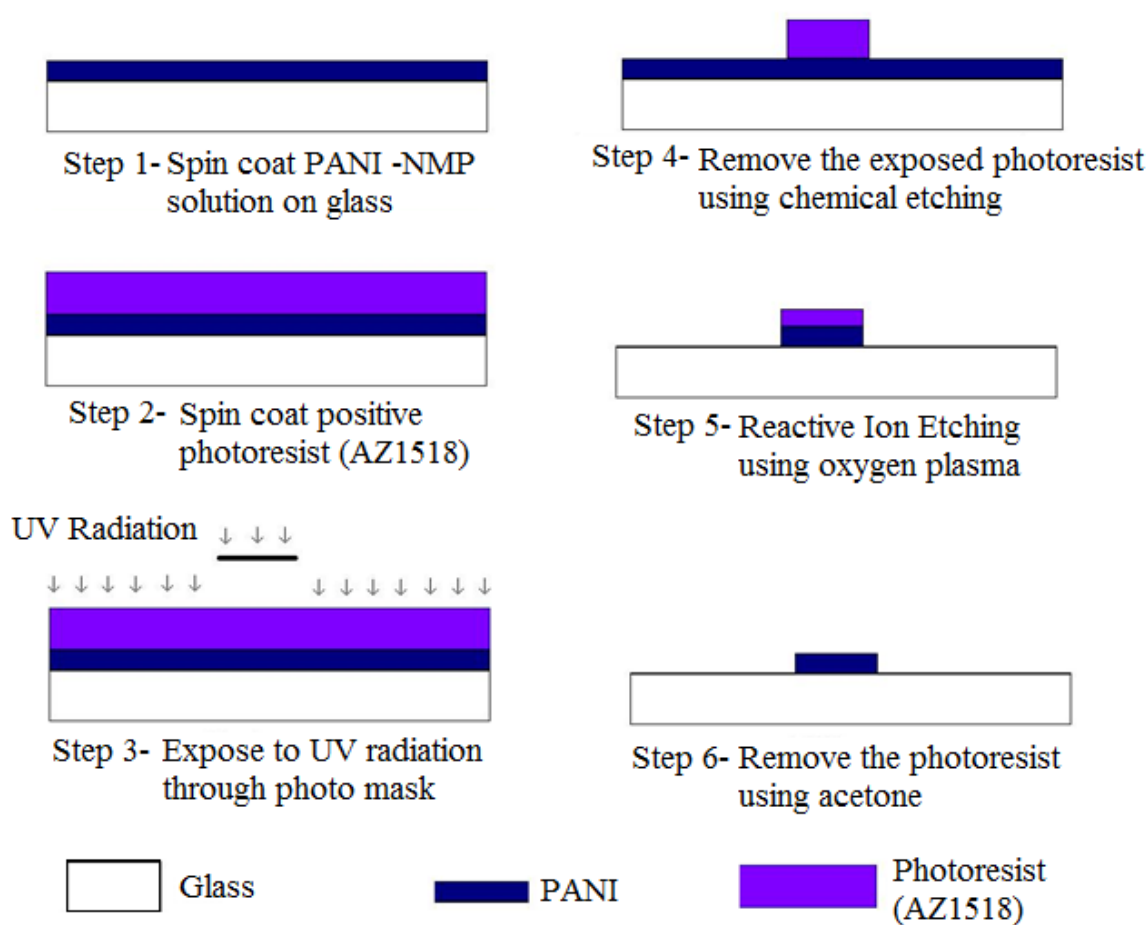 Step 1- Spin coat PANI -NMP
solution on glass
Step 2- Spin coat positive
photoresist (AZ1518)
UV Radiation
Step 3- Expose to UV radiation
through photo mask
Step 4- Remove the exposed photoresist
using chemical etching
Step 5- Reactive Ion Etching
using oxygen plasma
Step 6- Remove the photoresist
using acetone
Glass
PANI
Photoresist
(AZ1518)